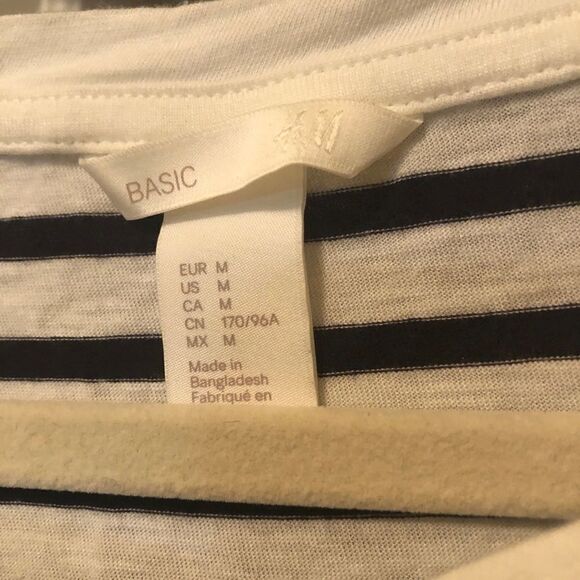 H&M
BASIC
EUR M
US M
CA M
CN 170/96A
MX M
Made in
Bangladesh
Fabriqué en